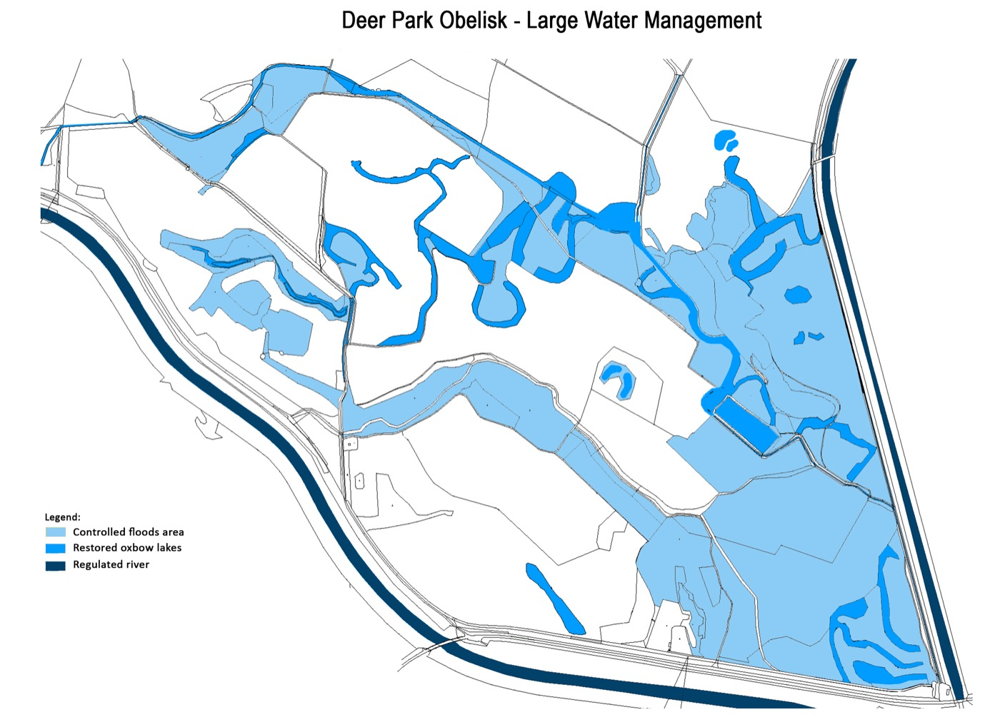 Deer Park Obelisk - Large Water Management
Legend:
Controlled floods area
Restored oxbow lakes
Regulated river